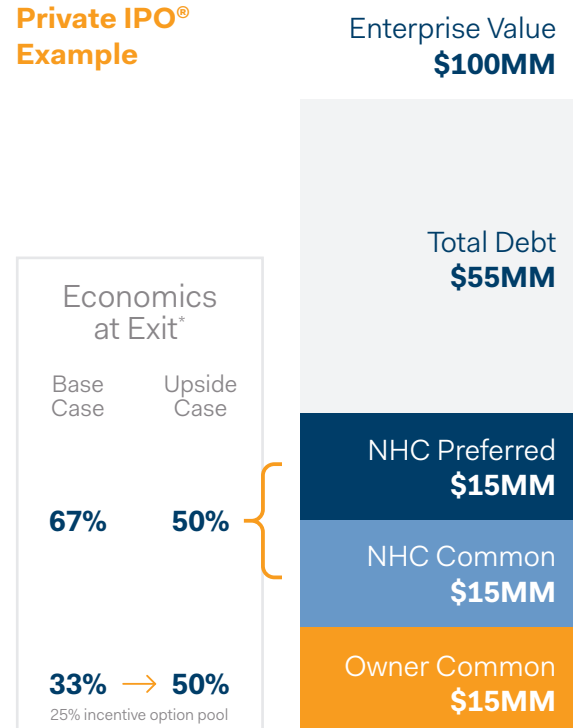 Private IPO®
Example
Enterprise Value
$100MM
Total Debt
$55MM
Economics
at Exit*
Base
Case
Upside
Case
NHC Preferred
$15MM
67%
50%
NHC Common
$15MM
Owner Common
$15MM
33% → 50%
25% incentive option pool